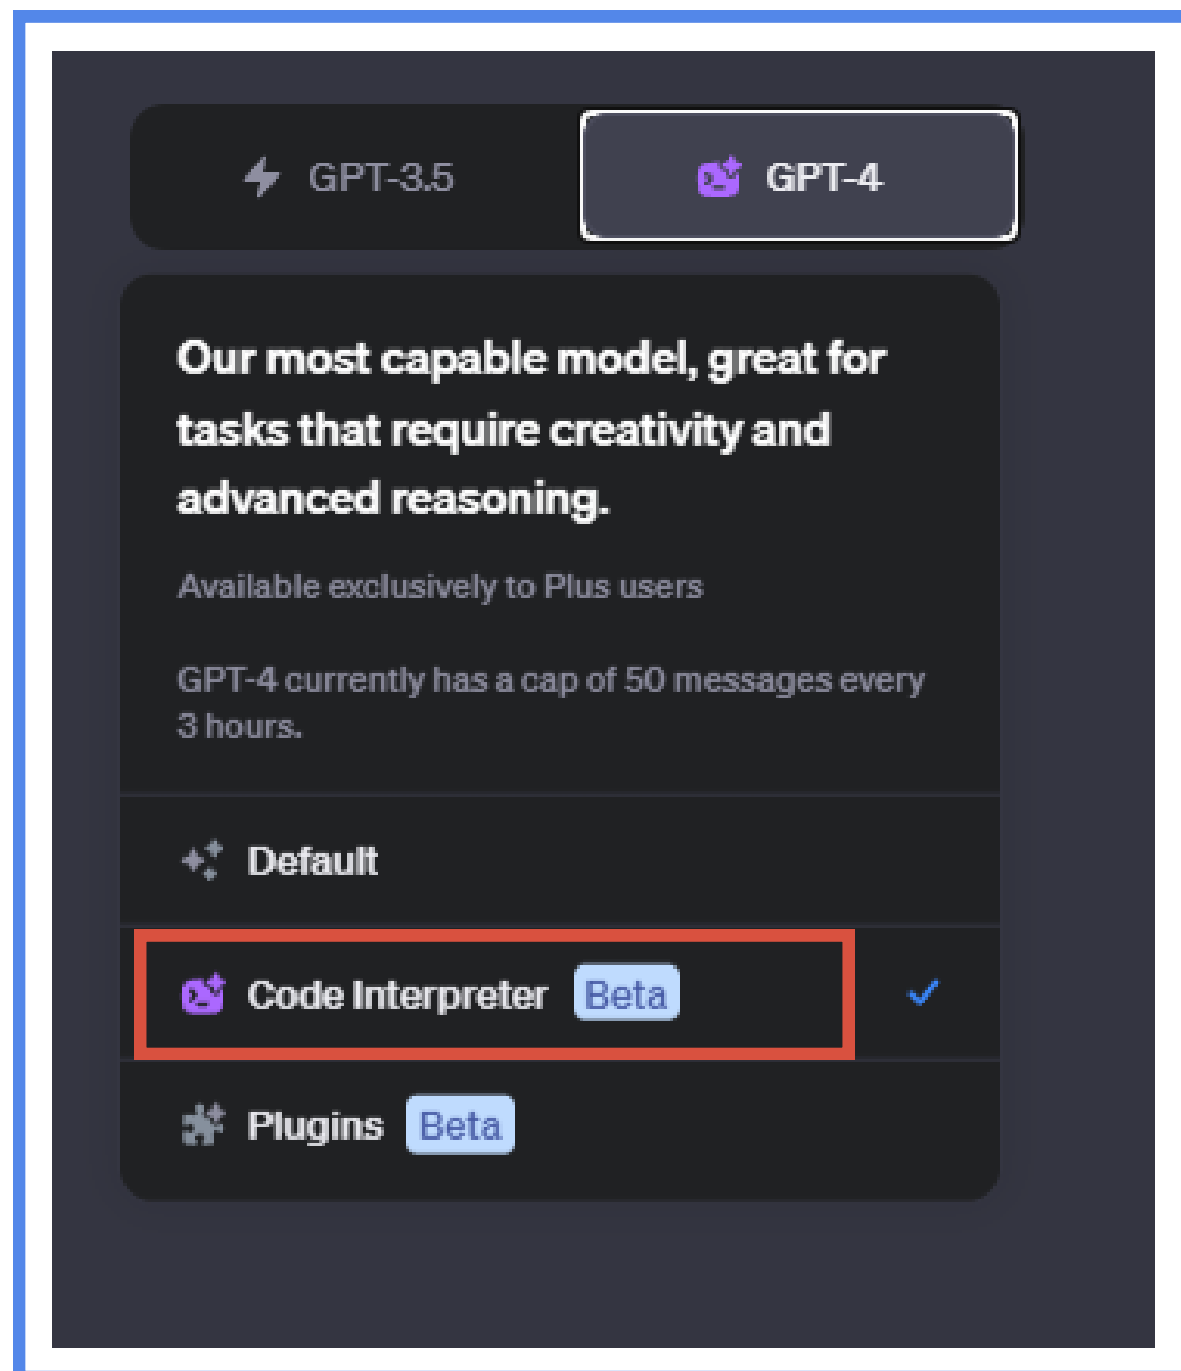 GPT-3.5
GPT-4
Our most capable model, great for
tasks that require creativity and
advanced reasoning.
Available exclusively to Plus users
GPT-4 currently has a cap of 50 messages every
3 hours.
Default
Code Interpreter Beta
Plugins Beta